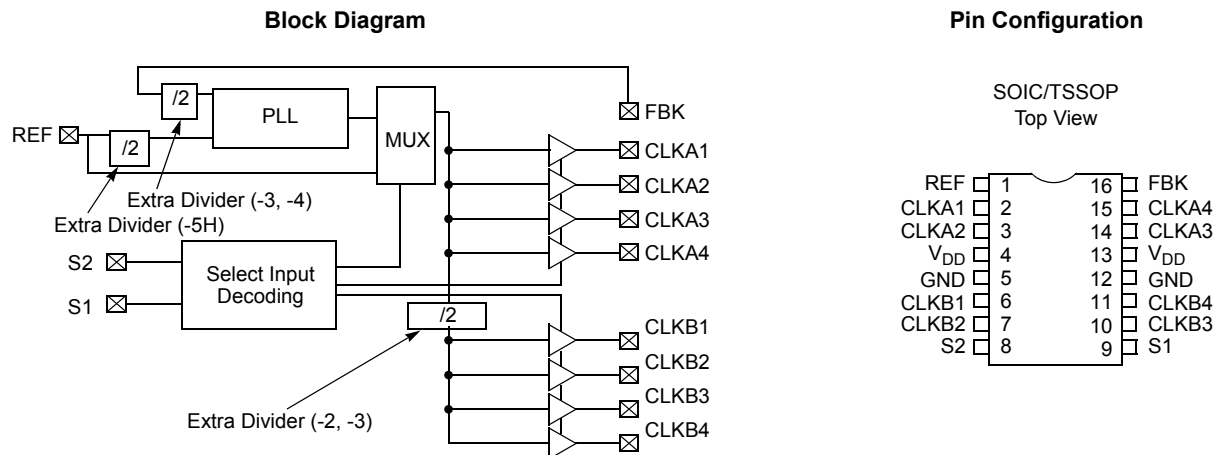 Block Diagram
/2
PLL
MUX
FBK
REF
/2
CLKA1
CLKA2
CLKA3
CLKA4
Extra Divider (-3, -4)
Extra Divider (-5H)
S2
S1
Select Input
Decoding
/2
CLKB1
CLKB2
CLKB3
CLKB4
Extra Divider (-2, -3)
Pin Configuration
SOIC/TSSOP
Top View
REF 1 16 FBK
CLKA1 2 15 CLKA4
CLKA2 3 14 CLKA3
VDD 4 13 VDD
GND 5 12 GND
CLKB1 6 11 CLKB4
CLKB2 7 10 CLKB3
S2 8 9 S1